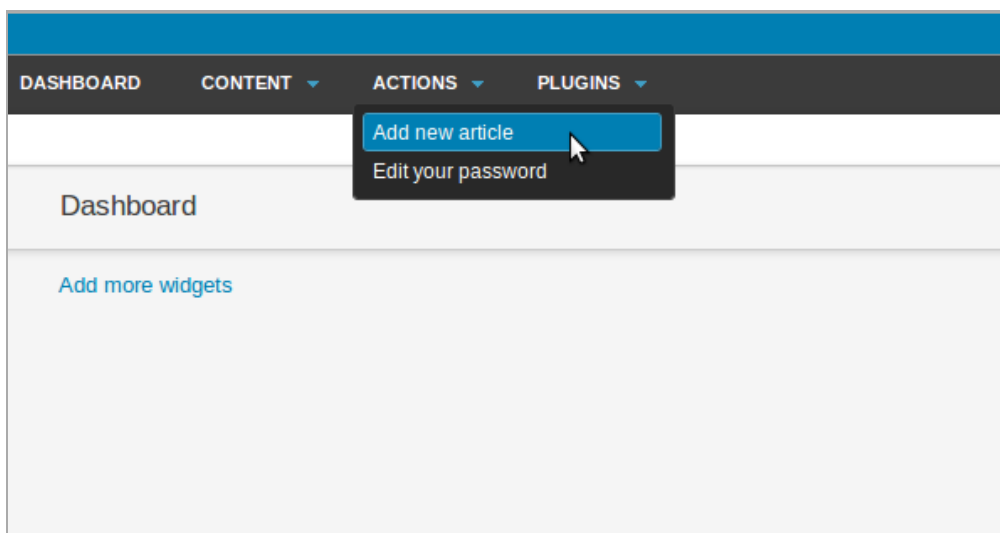 DASHBOARD CONTENT ACTIONS PLUGINS
Add new article
Edit your password
Dashboard
Add more widgets